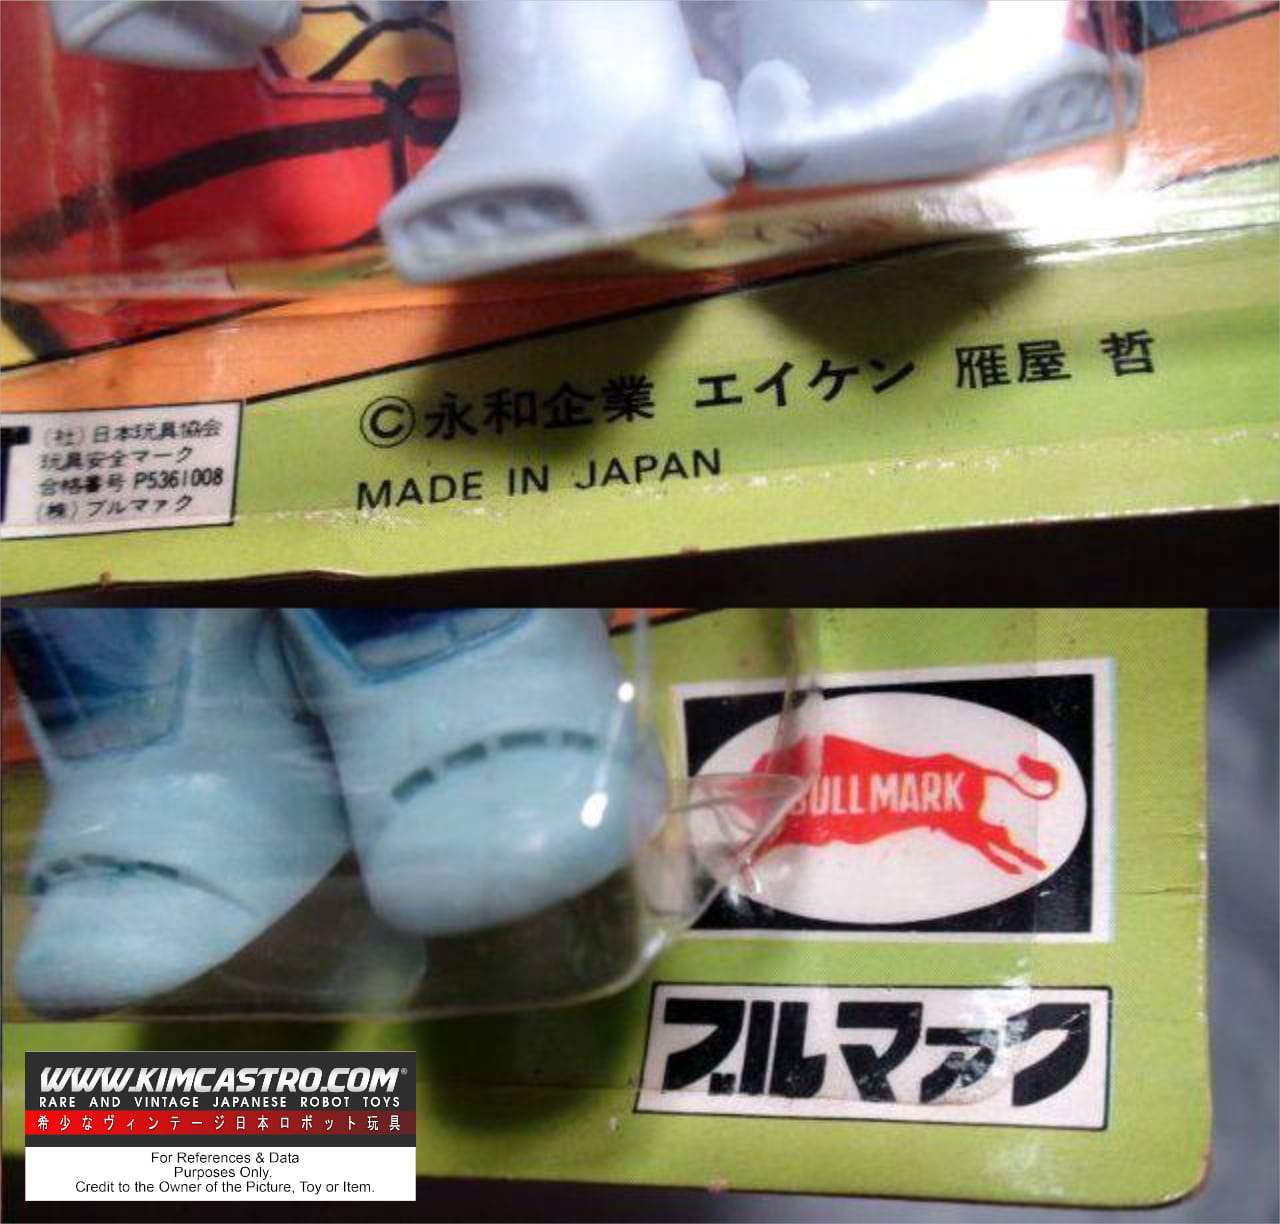 ©永和企業 エイケン 雁屋 哲
MADE IN JAPAN
(社)日本玩具協会
玩具安全マーク
合格番号 P5361008
(株)ブルマァク
BULLMARK
ブルマァク
WWW.KIMCASTRO.COM®
RARE AND VINTAGE JAPANESE ROBOT TOYS
希少なヴィンテージ日本ロボット玩具
For References & Data
Purposes Only.
Credit to the Owner of the Picture, Toy or Item.